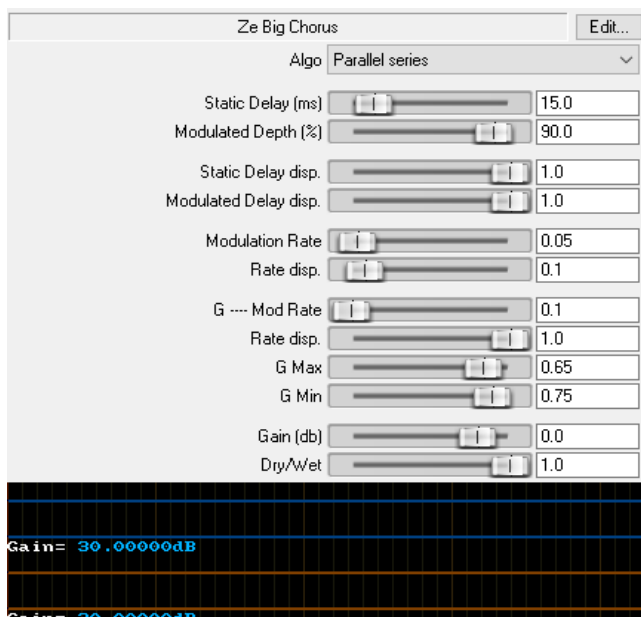 Ze Big Chorus Edit...
Algo Parallel series
Static Delay (ms) 15.0
Modulated Depth (%) 90.0
Static Delay disp. 1.0
Modulated Delay disp. 1.0
Modulation Rate 0.05
Rate disp. 0.1
G ---- Mod Rate 0.1
Rate disp. 1.0
G Max 0.65
G Min 0.75
Gain (db) 0.0
Dry/Wet 1.0
Gain= 30.00000dB
Gain= 30.00000dB